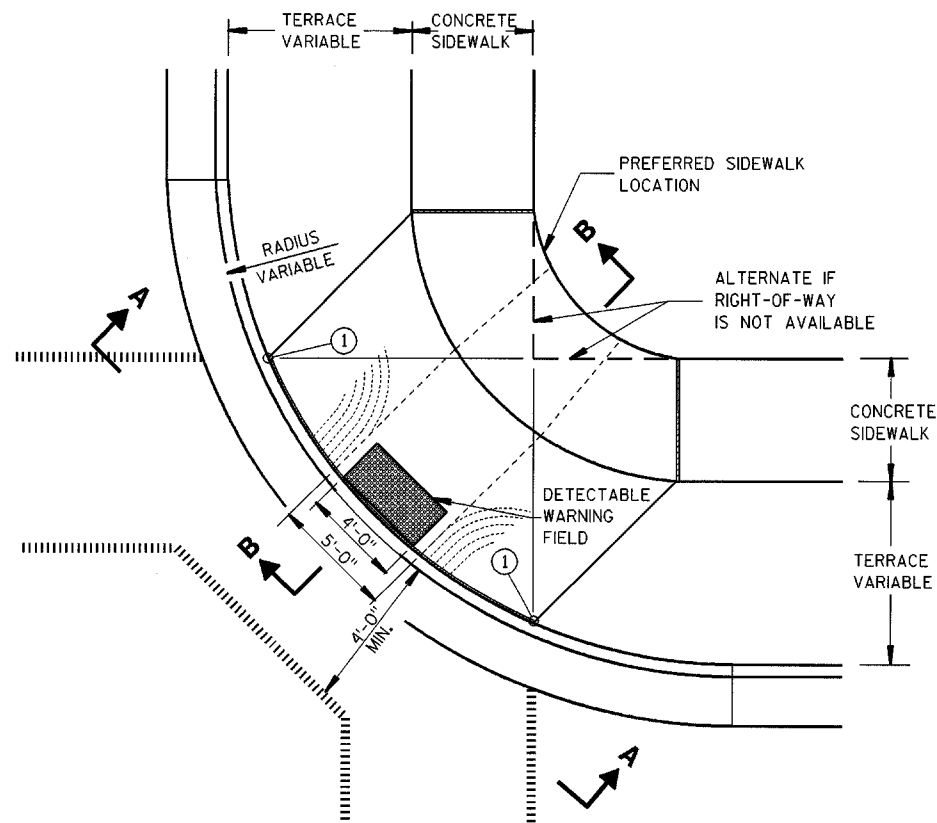 TERRACE
VARIABLE
CONCRETE
SIDEWALK
PREFERRED SIDEWALK
LOCATION
B
RADIUS
VARIABLE
ALTERNATE IF
RIGHT-OF-WAY
IS NOT AVAILABLE
A
1
CONCRETE
SIDEWALK
DETECTABLE
WARNING
FIELD
4'-0"
5'-0"
B
1
TERRACE
VARIABLE
4'-0"
MIN.
A